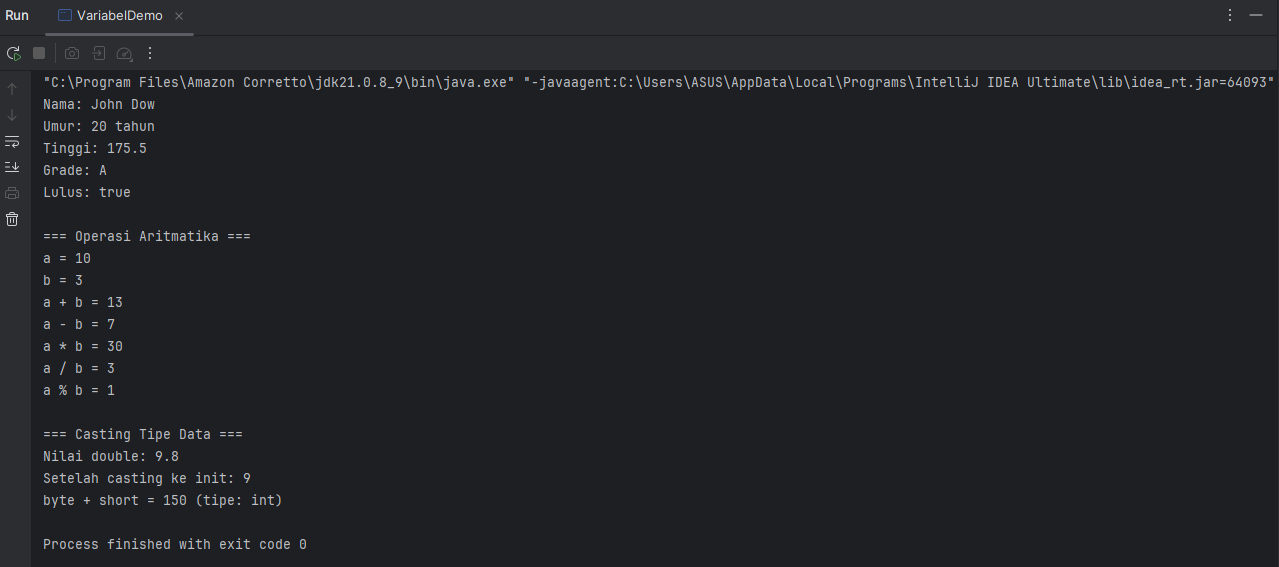 Run VariabelDemo
"C:\Program Files\Amazon Corretto\jdk21.0.8_9\bin\java.exe" "-javaagent:C:\Users\ASUS\AppData\Local\Programs\IntelliJ IDEA Ultimate\lib\idea_rt.jar=64093"
Nama: John Dow
Umur: 20 tahun
Tinggi: 175.5
Grade: A
Lulus: true
=== Operasi Aritmatika ===
a = 10
b = 3
a + b = 13
a - b = 7
a * b = 30
a / b = 3
a % b = 1
=== Casting Tipe Data ===
Nilai double: 9.8
Setelah casting ke init: 9
byte + short = 150 (tipe: int)
Process finished with exit code 0